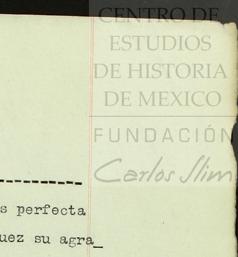 CENTRO DE
ESTUDIOS
DE HISTORIA
DE MEXICO
FUNDACIÓN
Carlos Slim
---------------
s perfecta
uez su agra_